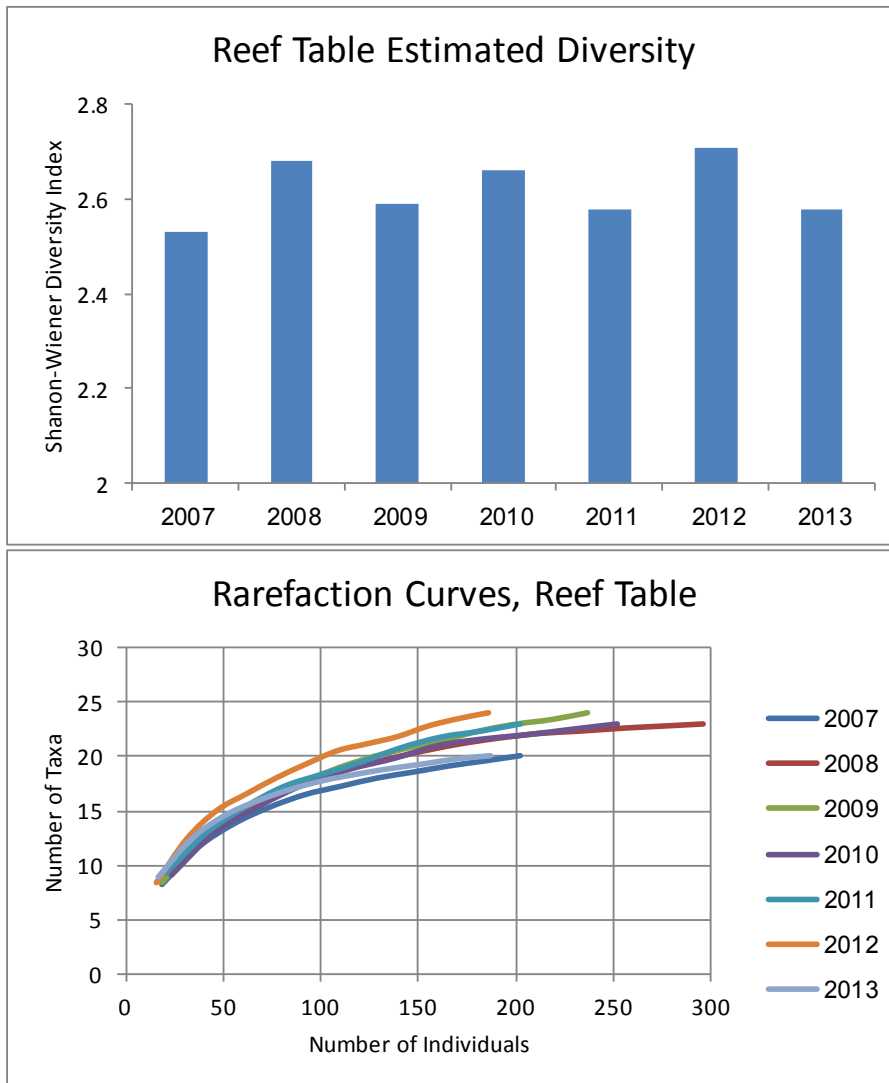 Reef Table Estimated Diversity
Shanon-Wiener Diversity Index
2.8
2.6
2.4
2.2
2
2007 2008 2009 2010 2011 2012 2013
Rarefaction Curves, Reef Table
Number of Taxa
30
25
20
15
10
5
0
0 50 100 150 200 250 300
Number of Individuals
2007
2008
2009
2010
2011
2012
2013